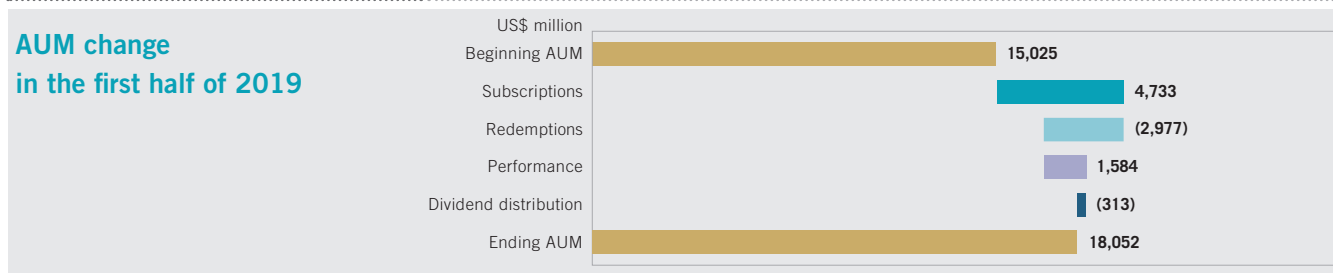 AUM change
in the first half of 2019
US$ million
Beginning AUM 15,025
Subscriptions 4,733
Redemptions (2,977)
Performance 1,584
Dividend distribution (313)
Ending AUM 18,052